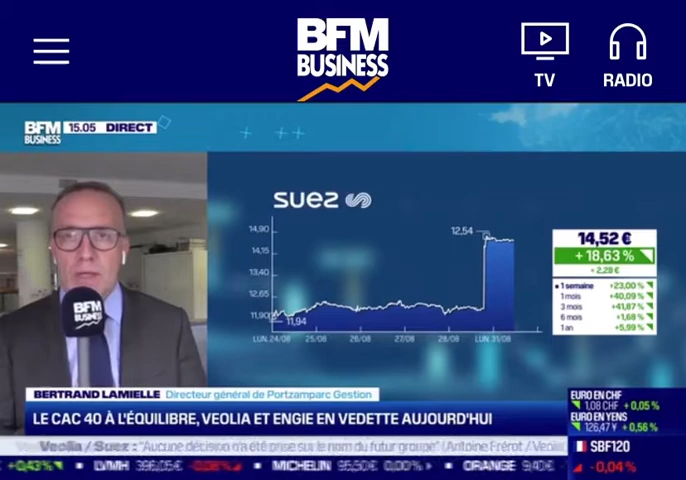 BFM
BUSINESS
TV
RADIO
BFM 15.05 DIRECT
BUSINESS
suez
14,90
14,15
13,40
12,65
11,90
11,94
12,54
LUN.24/08 25/08 26/08 27/08 28/08 LUN 31/08
14,52 €
+ 18,63 %
+ 2,28 €
1 semaine +23,00 %
1 mois +40,09 %
3 mois +41,87 %
6 mois +1,68 %
1 an +5,99 %
BFM
BUSINESS
BERTRAND LAMIELLE Directeur général de Portzamparc Gestion
LE CAC 40 À L'ÉQUILIBRE, VEOLIA ET ENGIE EN VEDETTE AUJOURD'HUI
EURO EN CHF
1,08 CHF + 0,05 %
EURO EN YENS
126,47 ¥ + 0,56 %
Veolia / Suez : "Aucune décision n'a été prise sur le nom du futur groupe" (Antoine Frérot / Veolia
SBF120
- 0,04 %
+0,43% LVMH 396,05€ MICHELIN 95,50€ 0,00% ORANGE 9,40€